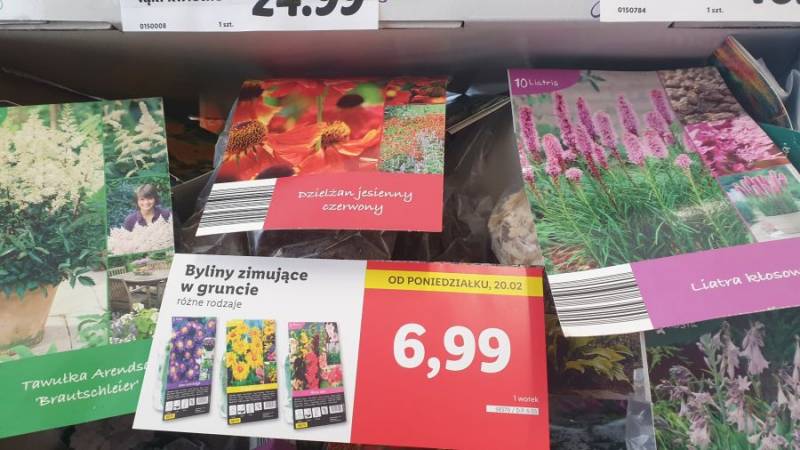 24.99
0150008 1 szt.
0150784 1 szt.
10 Liatris
Dzielżan jesienny
czerwony
Liatra kłosow
Byliny zimujące
w gruncie
różne rodzaje
OD PONIEDZIAŁKU, 20.02
6,99
1 worek
Tawułka Arendsa
'Brautschleier'